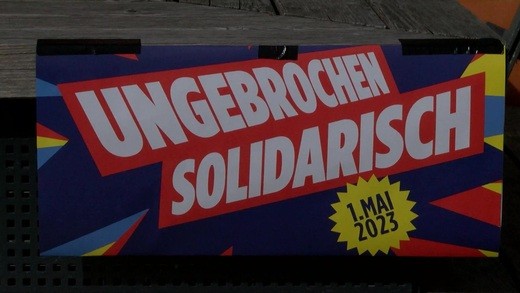 UNGEBROCHEN
SOLIDARISCH
1. MAI
2023